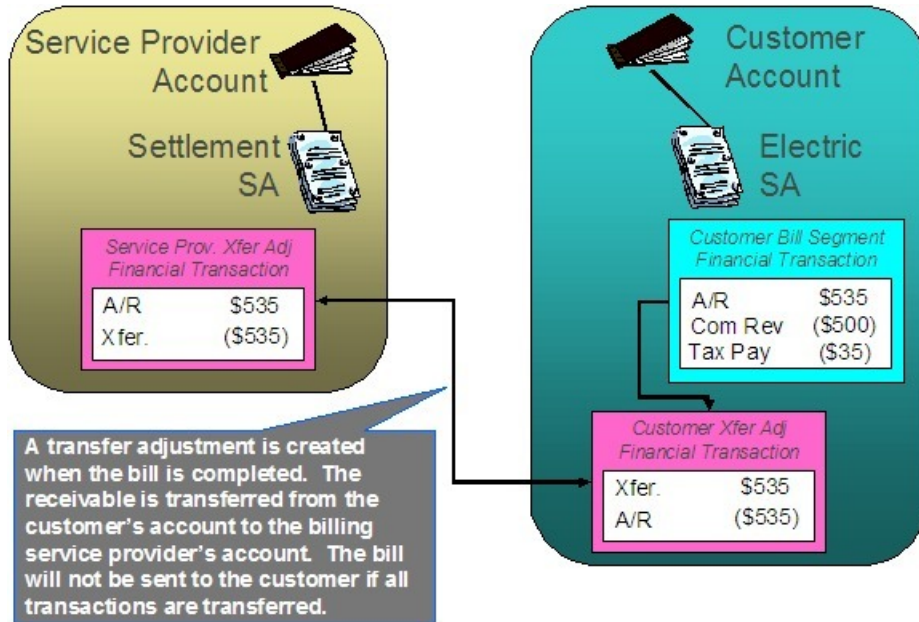 Service Provider
Account
Settlement
SA
Service Prov. Xfer Adj
Financial Transaction
A/R $535
Xfer. ($535)
A transfer adjustment is created
when the bill is completed. The
receivable is transferred from the
customer's account to the billing
service provider's account. The bill
will not be sent to the customer if all
transactions are transferred.
Customer
Account
Electric
SA
Customer Bill Segment
Financial Transaction
A/R $535
Com Rev ($500)
Tax Pay ($35)
Customer Xfer Adj
Financial Transaction
Xfer. $535
A/R ($535)